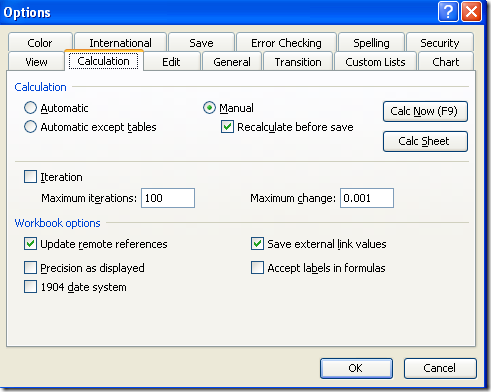 Options
Color International Save Error Checking Spelling Security
View Calculation Edit General Transition Custom Lists Chart
Calculation
Automatic Manual Calc Now (F9)
Automatic except tables Recalculate before save
Calc Sheet
Iteration
Maximum iterations: 100 Maximum change: 0.001
Workbook options
Update remote references Save external link values
Precision as displayed Accept labels in formulas
1904 date system
OK Cancel